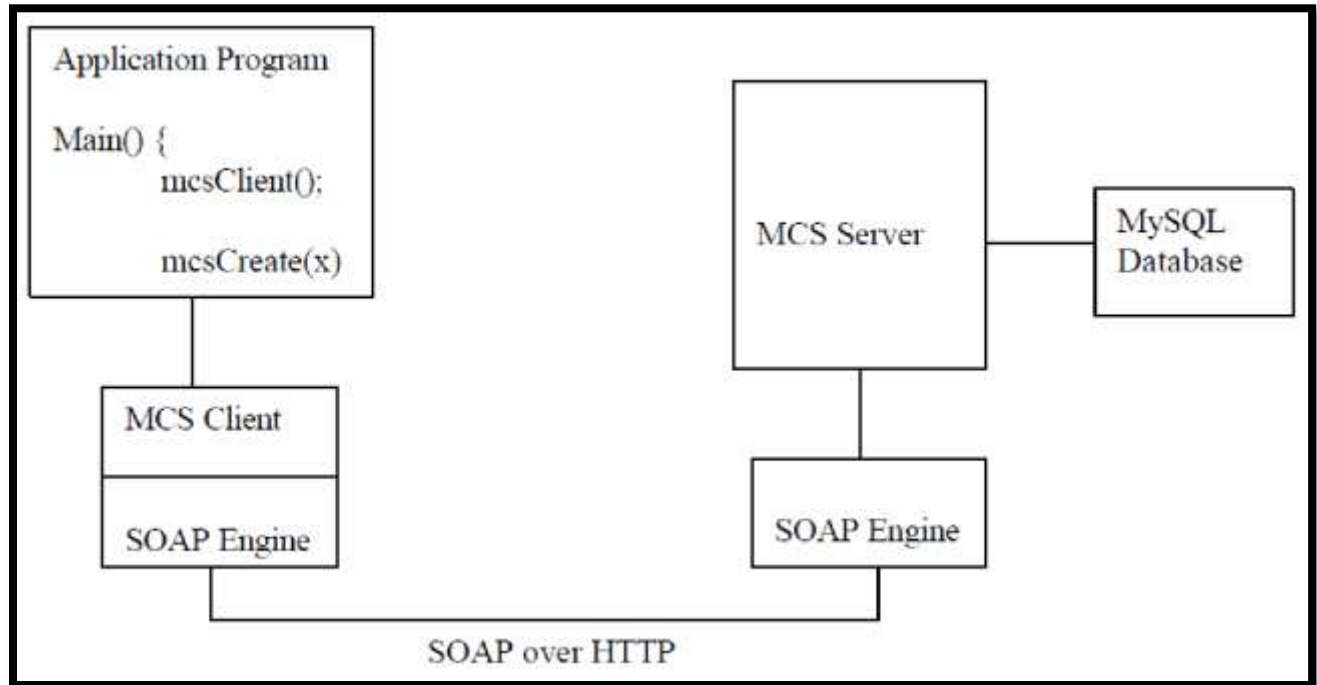 Application Program
Main() {
mcsClient();
mcsCreate(x)
MCS Client
SOAP Engine
MCS Server
MySQL
Database
SOAP Engine
SOAP over HTTP